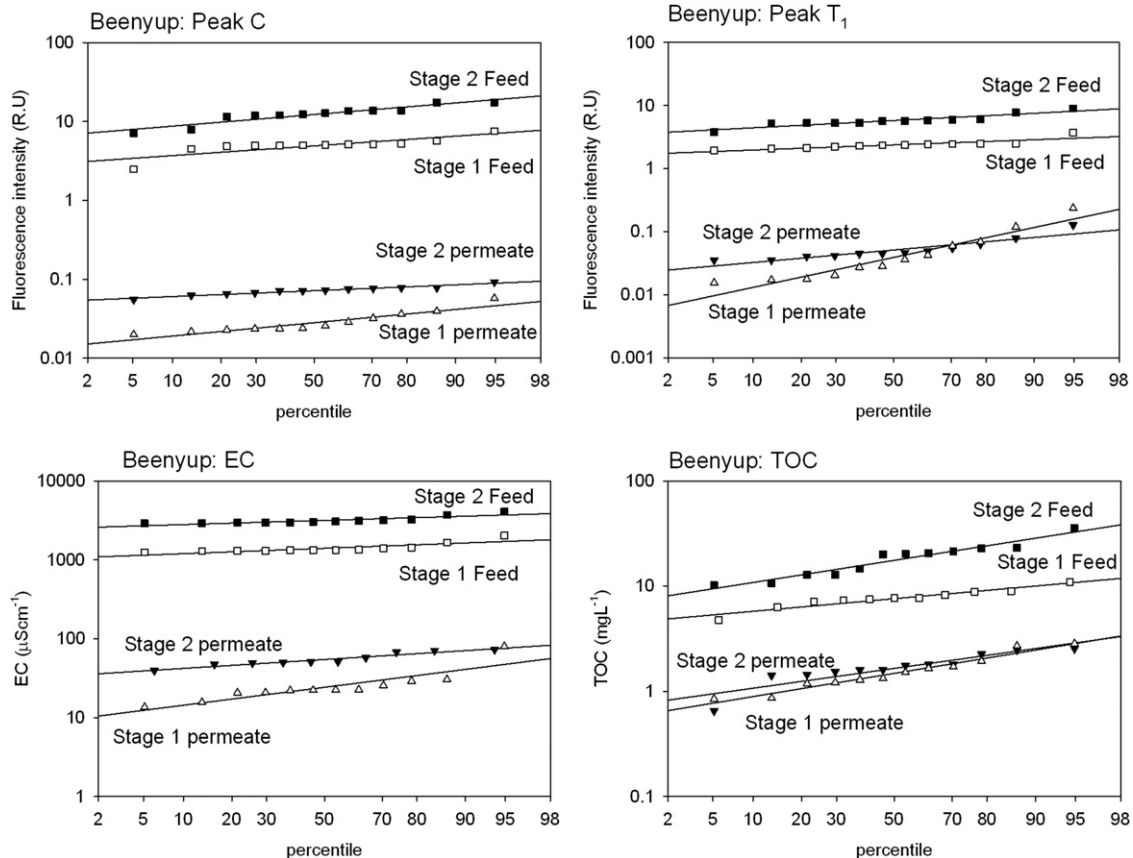 Beenyup: Peak C
100
10
1
0.1
0.01
Fluorescence intensity (R.U)
Stage 2 Feed
Stage 1 Feed
Stage 2 permeate
Stage 1 permeate
2 5 10 20 30 50 70 80 90 95 98
percentile
Beenyup: Peak T₁
100
10
1
0.1
0.01
0.001
Fluorescence intensity (R.U)
Stage 2 Feed
Stage 1 Feed
Stage 2 permeate
Stage 1 permeate
2 5 10 20 30 50 70 80 90 95 98
percentile
Beenyup: EC
10000
1000
100
10
1
EC (µScm⁻¹)
Stage 2 Feed
Stage 1 Feed
Stage 2 permeate
Stage 1 permeate
2 5 10 20 30 50 70 80 90 95 98
percentile
Beenyup: TOC
100
10
1
0.1
TOC (mgL⁻¹)
Stage 2 Feed
Stage 1 Feed
Stage 2 permeate
Stage 1 permeate
2 5 10 20 30 50 70 80 90 95 98
percentile